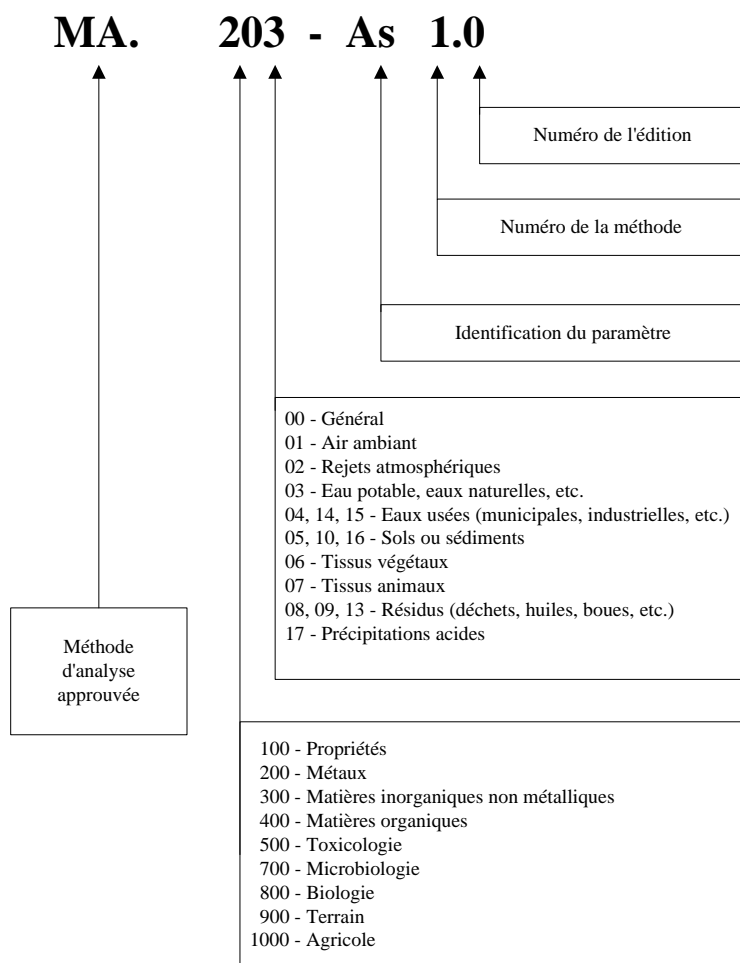 MA. 203 - As 1.0
Numéro de l'édition
Numéro de la méthode
Identification du paramètre
00 - Général
01 - Air ambiant
02 - Rejets atmosphériques
03 - Eau potable, eaux naturelles, etc.
04, 14, 15 - Eaux usées (municipales, industrielles, etc.)
05, 10, 16 - Sols ou sédiments
06 - Tissus végétaux
07 - Tissus animaux
08, 09, 13 - Résidus (déchets, huiles, boues, etc.)
17 - Précipitations acides
Méthode
d'analyse
approuvée
100 - Propriétés
200 - Métaux
300 - Matières inorganiques non métalliques
400 - Matières organiques
500 - Toxicologie
700 - Microbiologie
800 - Biologie
900 - Terrain
1000 - Agricole